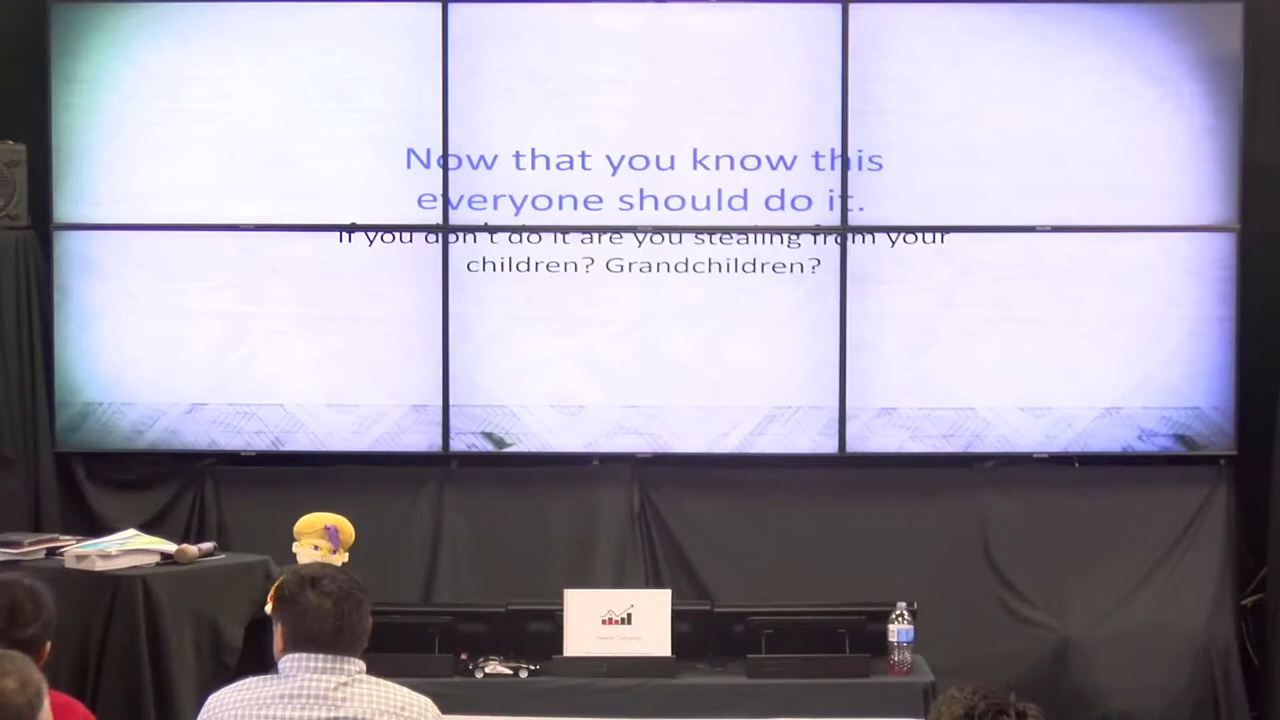 Now that you know this
everyone should do it.
If you don't do it are you stealing from your
children? Grandchildren?